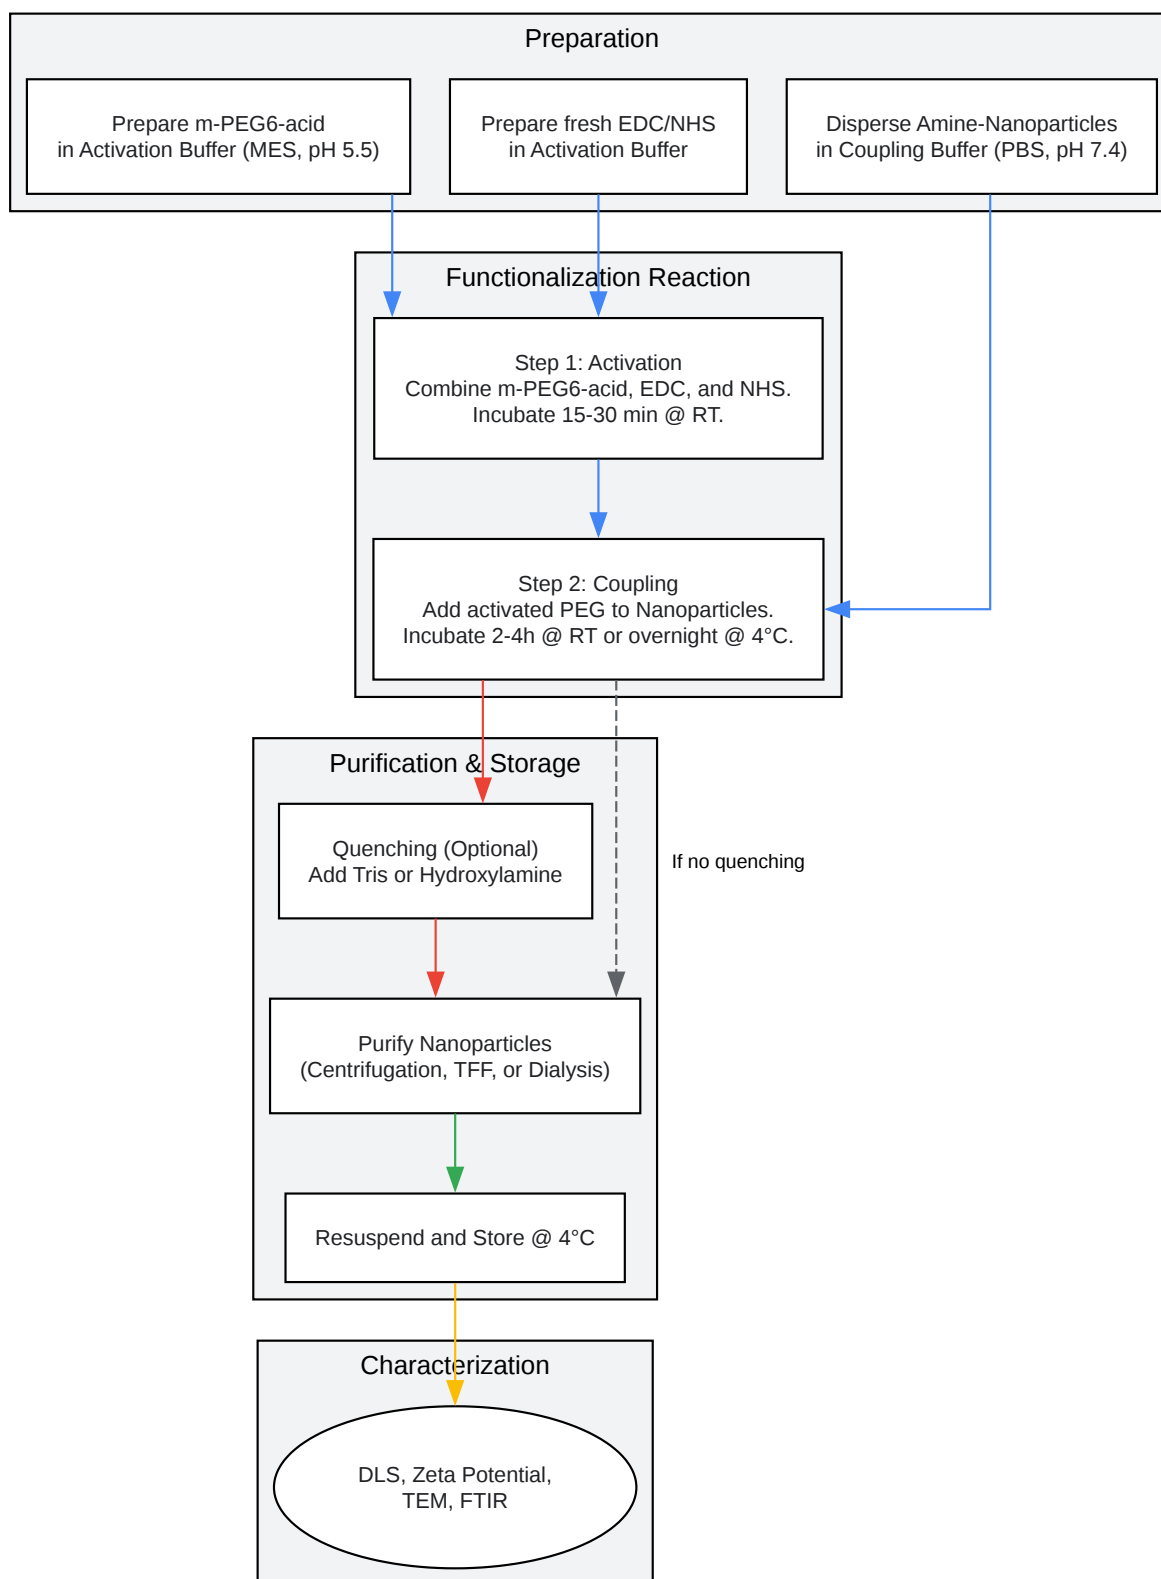 Preparation
Prepare m-PEG6-acid
in Activation Buffer (MES, pH 5.5)
Prepare fresh EDC/NHS
in Activation Buffer
Disperse Amine-Nanoparticles
in Coupling Buffer (PBS, pH 7.4)
Functionalization Reaction
Step 1: Activation
Combine m-PEG6-acid, EDC, and NHS.
Incubate 15-30 min @ RT.
Step 2: Coupling
Add activated PEG to Nanoparticles.
Incubate 2-4h @ RT or overnight @ 4°C.
Purification & Storage
Quenching (Optional)
Add Tris or Hydroxylamine
If no quenching
Purify Nanoparticles
(Centrifugation, TFF, or Dialysis)
Resuspend and Store @ 4°C
Characterization
DLS, Zeta Potential,
TEM, FTIR